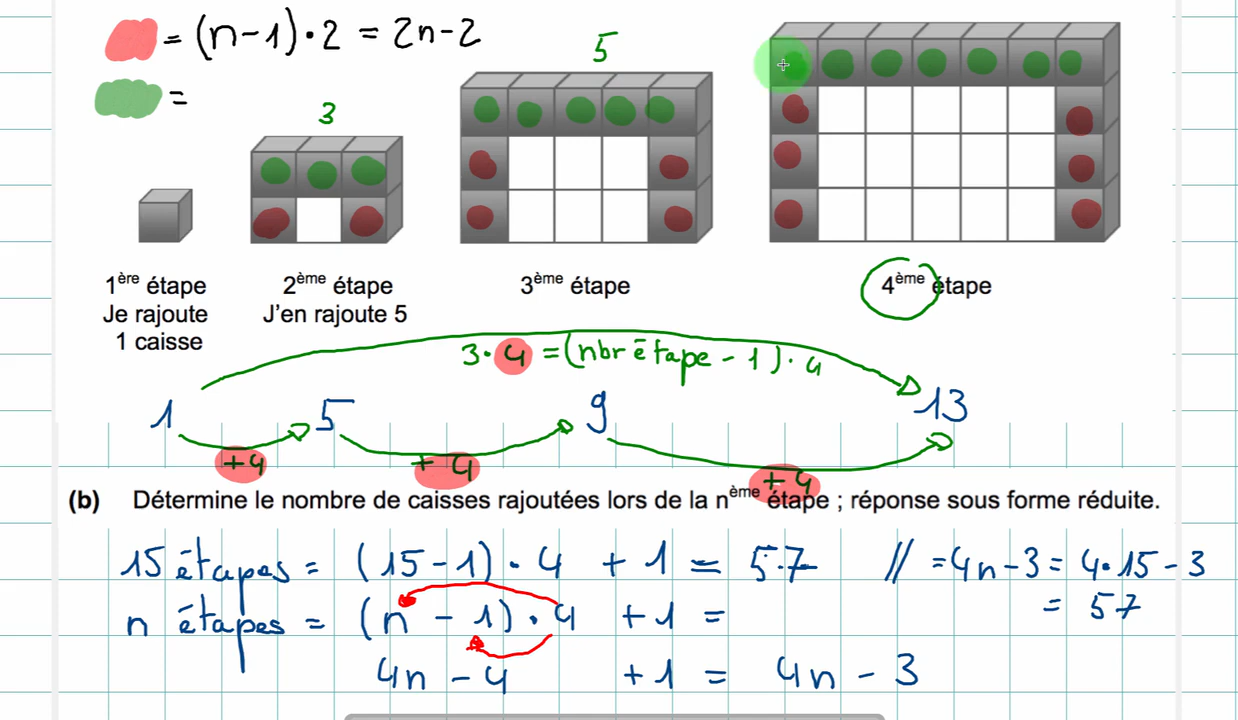 = (n-1)·2 = 2n-2
=
3
5
1ère étape
Je rajoute
1 caisse
2ème étape
J'en rajoute 5
3ème étape
4ème étape
3·4 = (nbr étape - 1)·4
1 5 9 13
+4 +4 +4
(b) Détermine le nombre de caisses rajoutées lors de la nème étape ; réponse sous forme réduite.
15 étapes = (15-1)·4 + 1 = 57 // = 4n-3 = 4·15-3
= 57
n étapes = (n - 1)·4 + 1 =
4n - 4 + 1 = 4n - 3